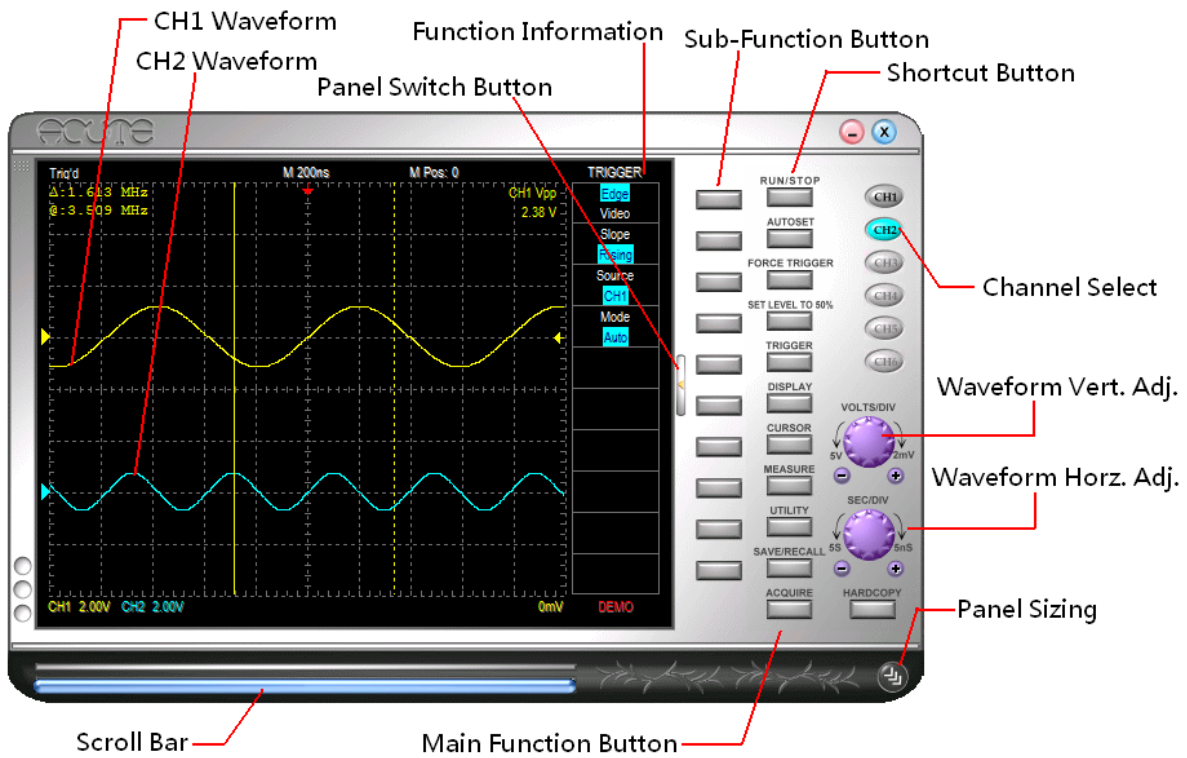 CH1 Waveform
CH2 Waveform
Function Information
Panel Switch Button
Sub-Function Button
Shortcut Button
ACUTE
Trig'd
M 200ns
M Pos: 0
TRIGGER
Δ:1.613 MHz
@:3.509 MHz
CH1 Vpp
2.38 V
Edge
Video
Slope
Rising
Source
CH1
Mode
Auto
RUN/STOP
AUTOSET
FORCE TRIGGER
SET LEVEL TO 50%
TRIGGER
DISPLAY
CURSOR
MEASURE
UTILITY
SAVE/RECALL
ACQUIRE
CH1
CH2
CH3
CH4
CH5
CH6
Channel Select
VOLTS/DIV
5V
2mV
Waveform Vert. Adj.
SEC/DIV
5S
5nS
Waveform Horz. Adj.
HARDCOPY
CH1 2.00V CH2 2.00V
0mV
DEMO
Panel Sizing
Scroll Bar
Main Function Button